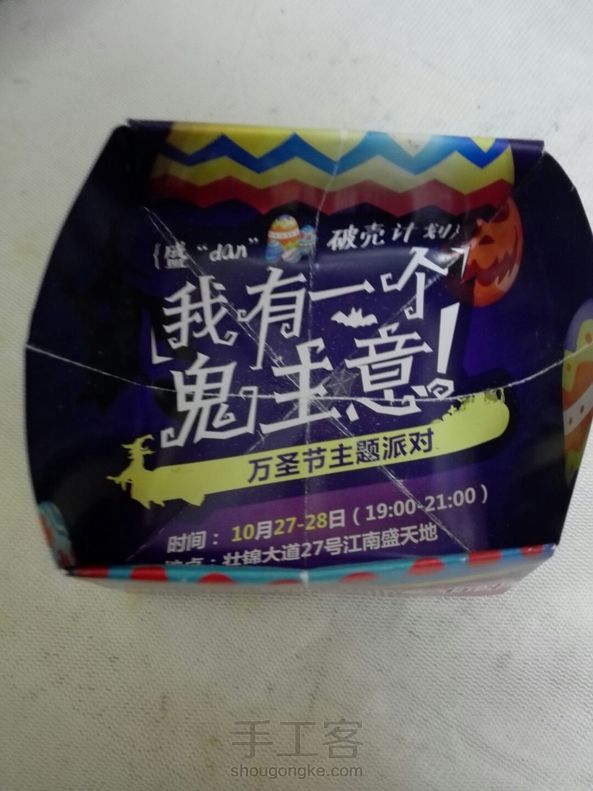 {盛“dan” 破壳计划}
我有一个
鬼主意!
万圣节主题派对
时间：10月27-28日（19:00-21:00）
地点：壮锦大道27号江南盛天地
手工客
shougongke.com